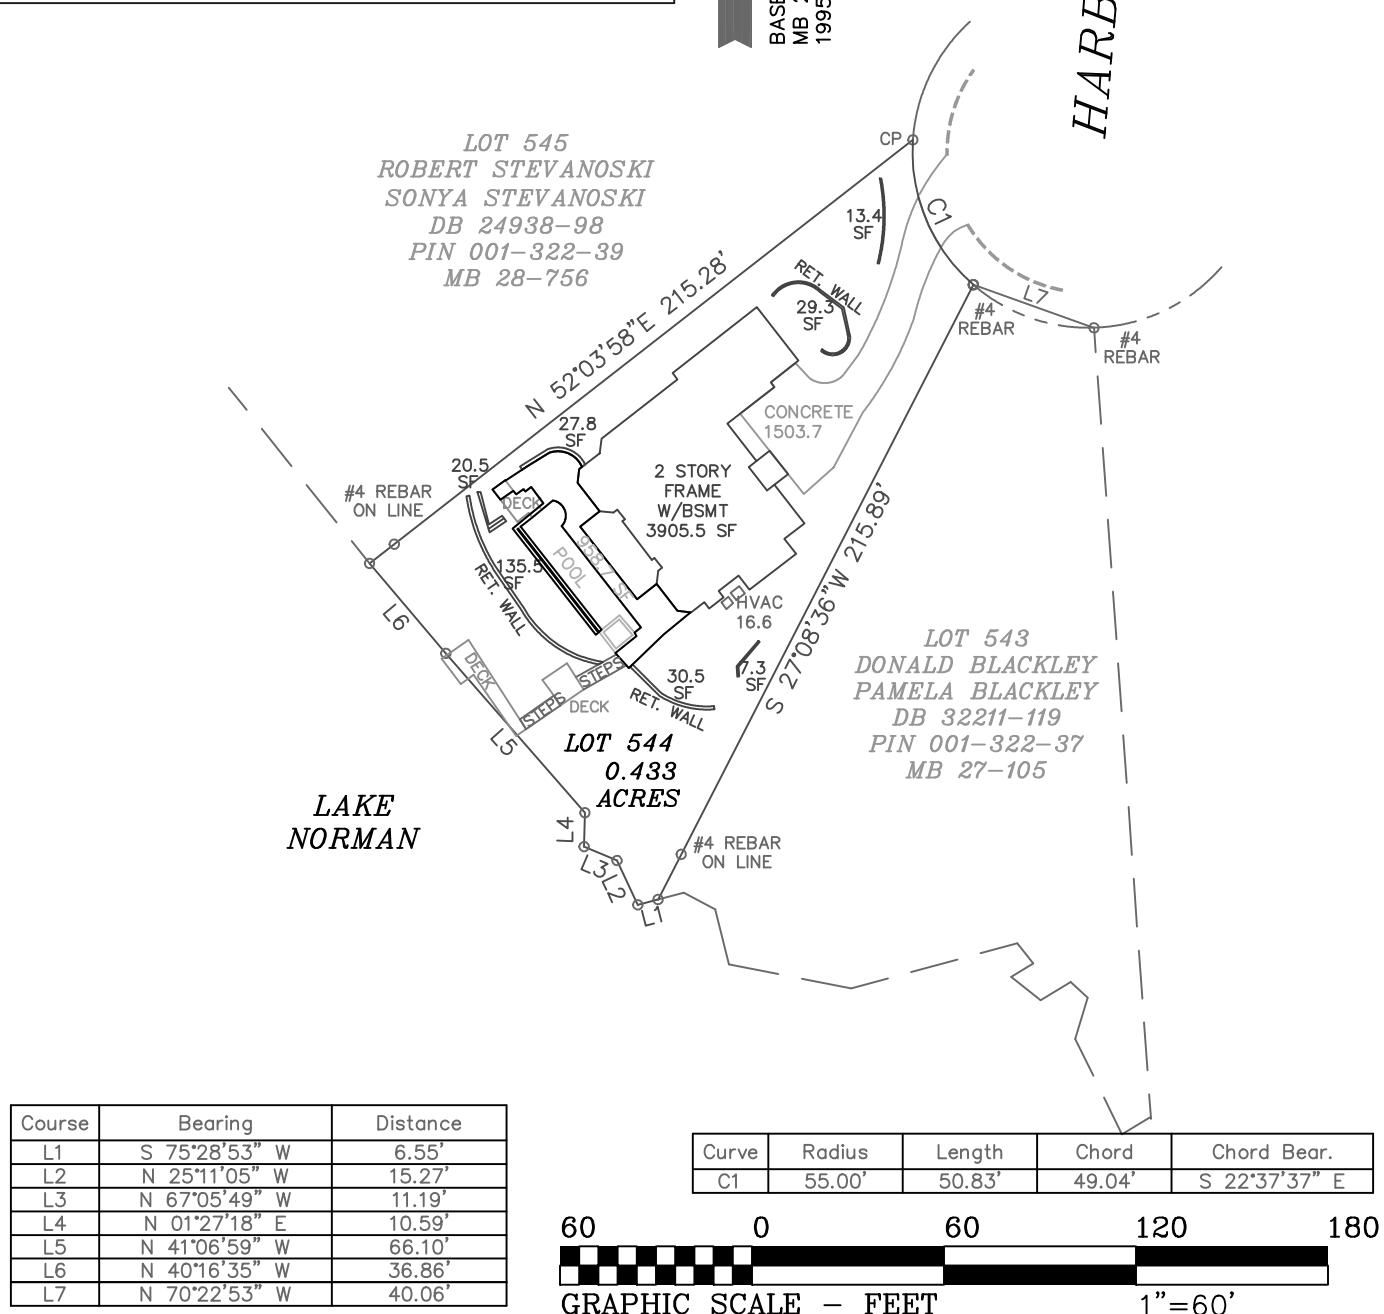 BASE
MB 2
1995
HARB
LOT 545
ROBERT STEVANOSKI
SONYA STEVANOSKI
DB 24938-98
PIN 001-322-39
MB 28-756
CP
C1
13.4
SF
RET. WALL
29.3
SF
L7
#4
REBAR
#4
REBAR
N 52°03'58"E 215.28'
CONCRETE
1503.7
27.8
SF
20.5
SF
#4 REBAR
ON LINE
DECK
2 STORY
FRAME
W/BSMT
3905.5 SF
958.7 SF
POOL
135.5
SF
RET. WALL
S 27°08'36"W 215.89'
HVAC
16.6
L6
DECK
STEPS
STEPS
DECK
30.5
SF
7.3
SF
RET. WALL
L5
LOT 543
DONALD BLACKLEY
PAMELA BLACKLEY
DB 32211-119
PIN 001-322-37
MB 27-105
LOT 544
0.433
ACRES
LAKE
NORMAN
L4
L3
L2
L1
#4 REBAR
ON LINE
Course Bearing Distance
L1 S 75°28'53" W 6.55'
L2 N 25°11'05" W 15.27'
L3 N 67°05'49" W 11.19'
L4 N 01°27'18" E 10.59'
L5 N 41°06'59" W 66.10'
L6 N 40°16'35" W 36.86'
L7 N 70°22'53" W 40.06'
Curve Radius Length Chord Chord Bear.
C1 55.00' 50.83' 49.04' S 22°37'37" E
60 0 60 120 180
GRAPHIC SCALE - FEET 1"=60'